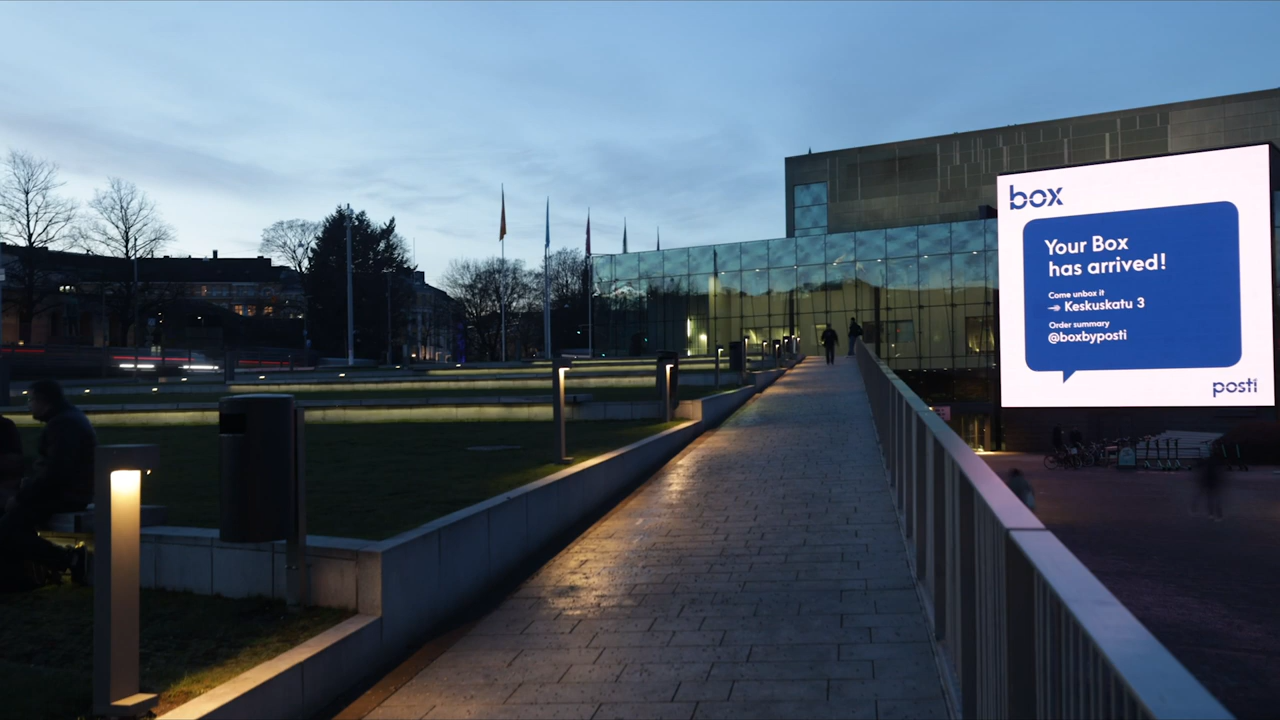 box
Your Box
has arrived!
Come unbox it
→ Keskuskatu 3
Order summary
@boxbyposti
posti